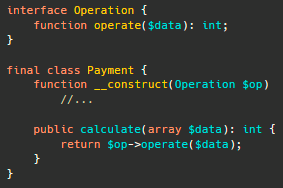 interface Operation {
    function operate($data): int;
}

final class Payment {
    function __construct(Operation $op)
        //...

    public calculate(array $data): int {
        return $op->operate($data);
    }
}